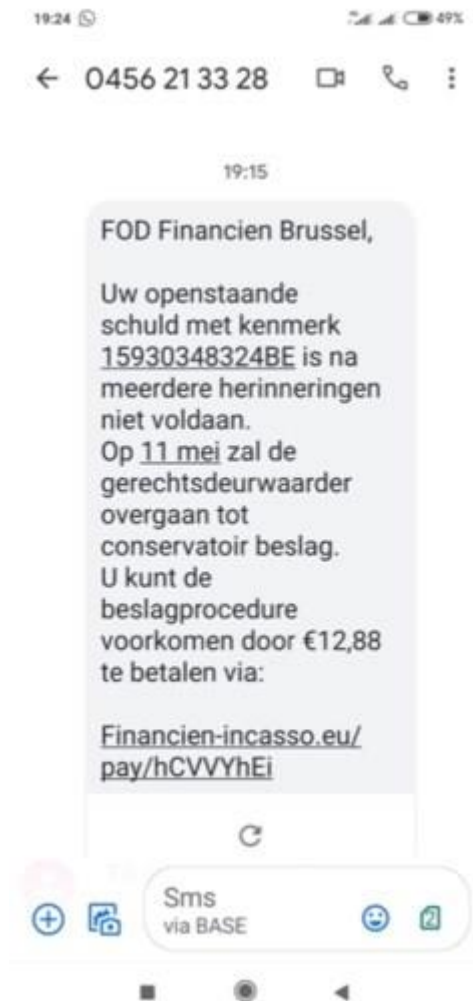 19:24
49%
0456 21 33 28
19:15
FOD Financien Brussel,
Uw openstaande
schuld met kenmerk
15930348324BE is na
meerdere herinneringen
niet voldaan.
Op 11 mei zal de
gerechtsdeurwaarder
overgaan tot
conservatoir beslag.
U kunt de
beslagprocedure
voorkomen door €12,88
te betalen via:
Financien-incasso.eu/
pay/hCVVYhEi
Sms
via BASE
2